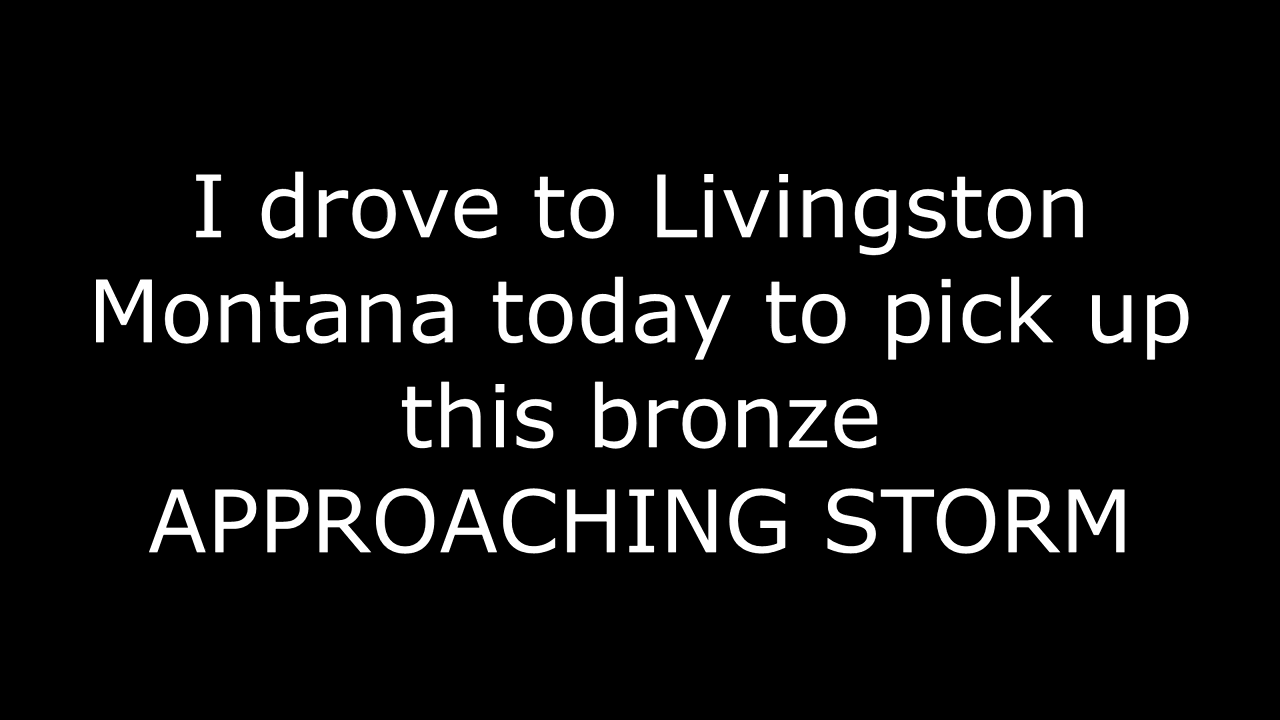 I drove to Livingston
Montana today to pick up
this bronze
APPROACHING STORM